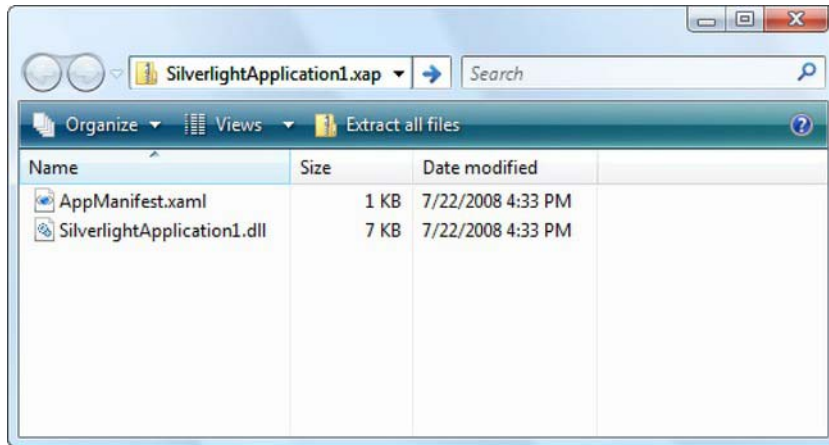 SilverlightApplication1.xap Search
Organize Views Extract all files
Name Size Date modified
AppManifest.xaml 1 KB 7/22/2008 4:33 PM
SilverlightApplication1.dll 7 KB 7/22/2008 4:33 PM